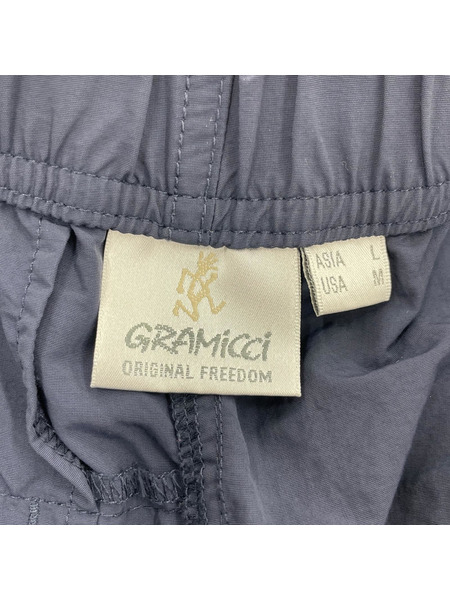 GRAMicci
ORIGINAL FREEDOM
ASIA L
USA M